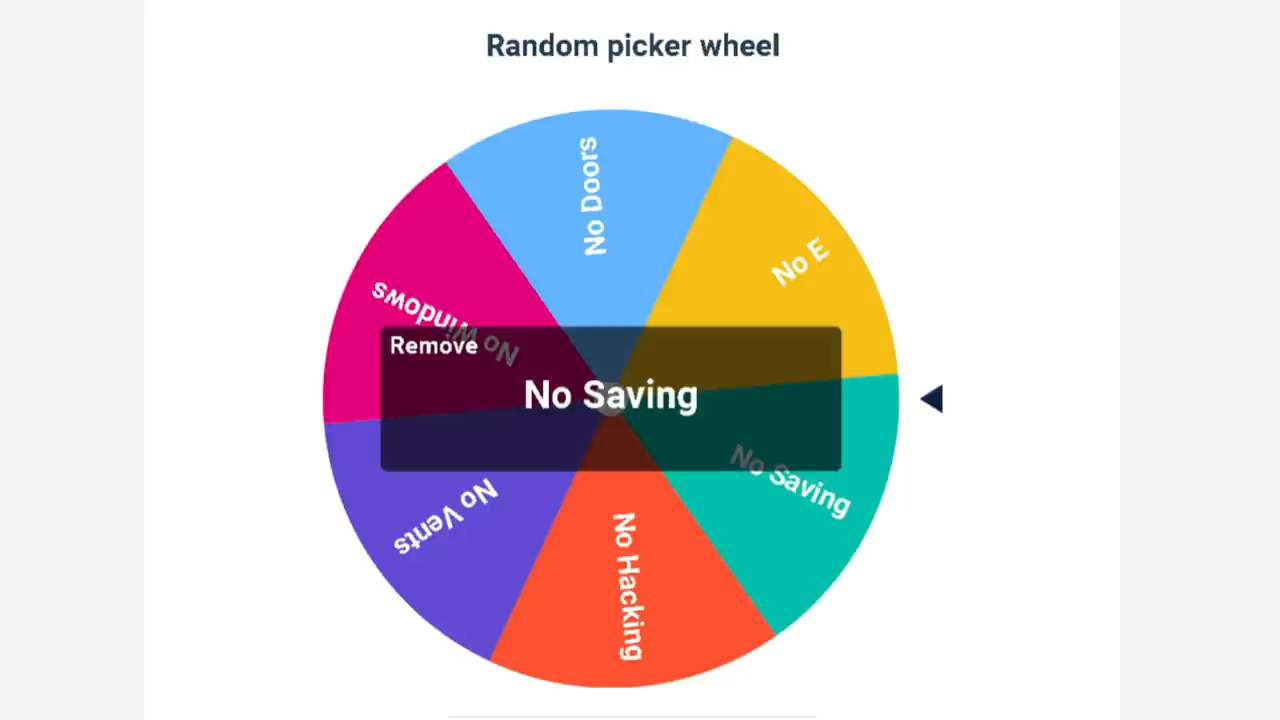 Random picker wheel
No Doors
No E
No Windows
Remove
No Saving
No Saving
No Vents
No Hacking